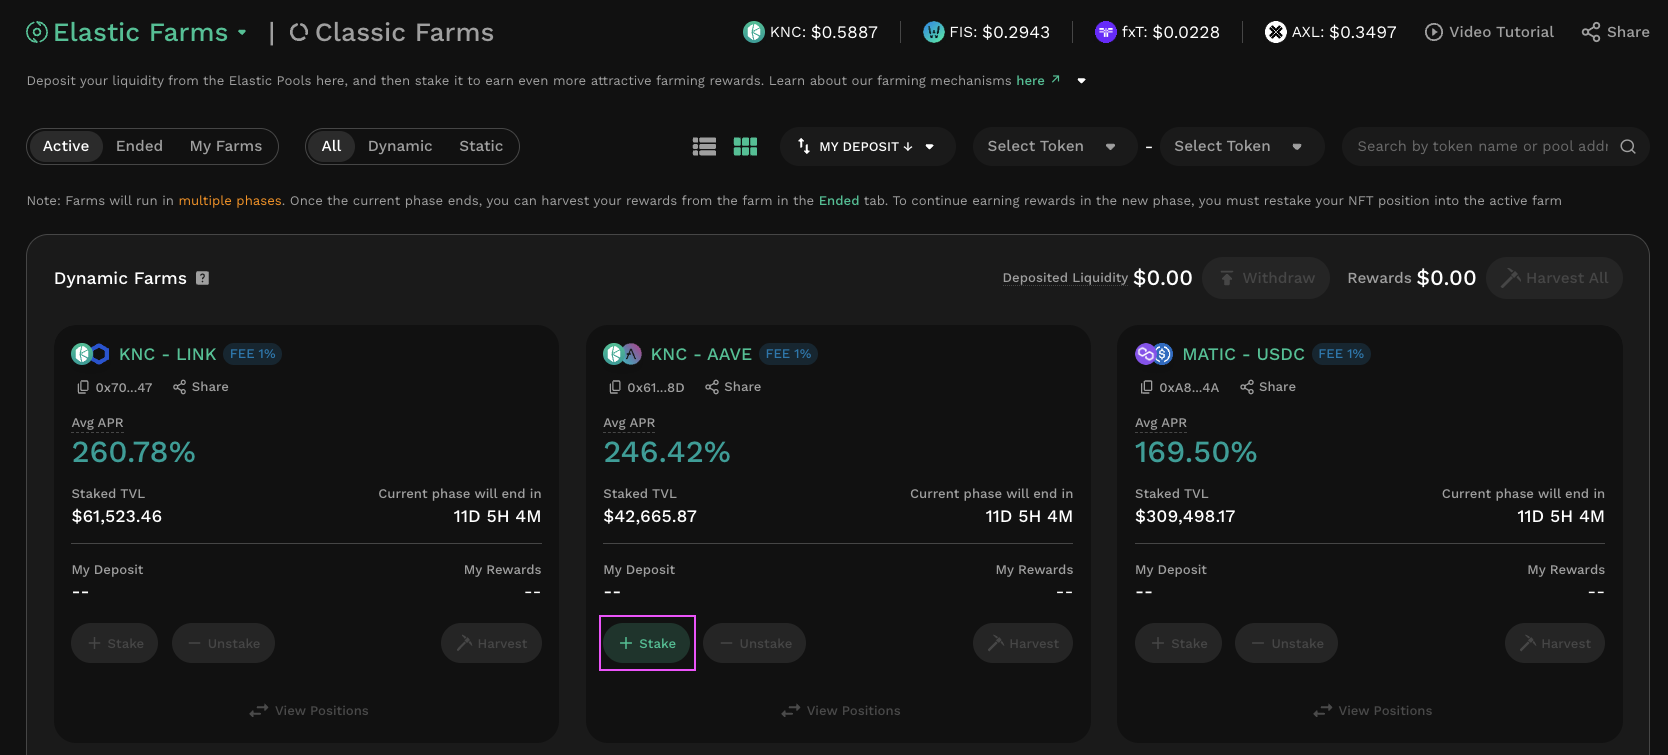 Elastic Farms | Classic Farms KNC: $0.5887 FIS: $0.2943 fxT: $0.0228 AXL: $0.3497 Video Tutorial Share
Deposit your liquidity from the Elastic Pools here, and then stake it to earn even more attractive farming rewards. Learn about our farming mechanisms here ↗
Active Ended My Farms All Dynamic Static MY DEPOSIT ↓ Select Token - Select Token Search by token name or pool addr
Note: Farms will run in multiple phases. Once the current phase ends, you can harvest your rewards from the farm in the Ended tab. To continue earning rewards in the new phase, you must restake your NFT position into the active farm
Dynamic Farms ? Deposited Liquidity $0.00 Withdraw Rewards $0.00 Harvest All
KNC - LINK FEE 1%
0x70...47 Share
Avg APR
260.78%
Staked TVL Current phase will end in
$61,523.46 11D 5H 4M
My Deposit My Rewards
-- --
+ Stake − Unstake Harvest
View Positions
KNC - AAVE FEE 1%
0x61...8D Share
Avg APR
246.42%
Staked TVL Current phase will end in
$42,665.87 11D 5H 4M
My Deposit My Rewards
-- --
+ Stake − Unstake Harvest
View Positions
MATIC - USDC FEE 1%
0xA8...4A Share
Avg APR
169.50%
Staked TVL Current phase will end in
$309,498.17 11D 5H 4M
My Deposit My Rewards
-- --
+ Stake − Unstake Harvest
View Positions